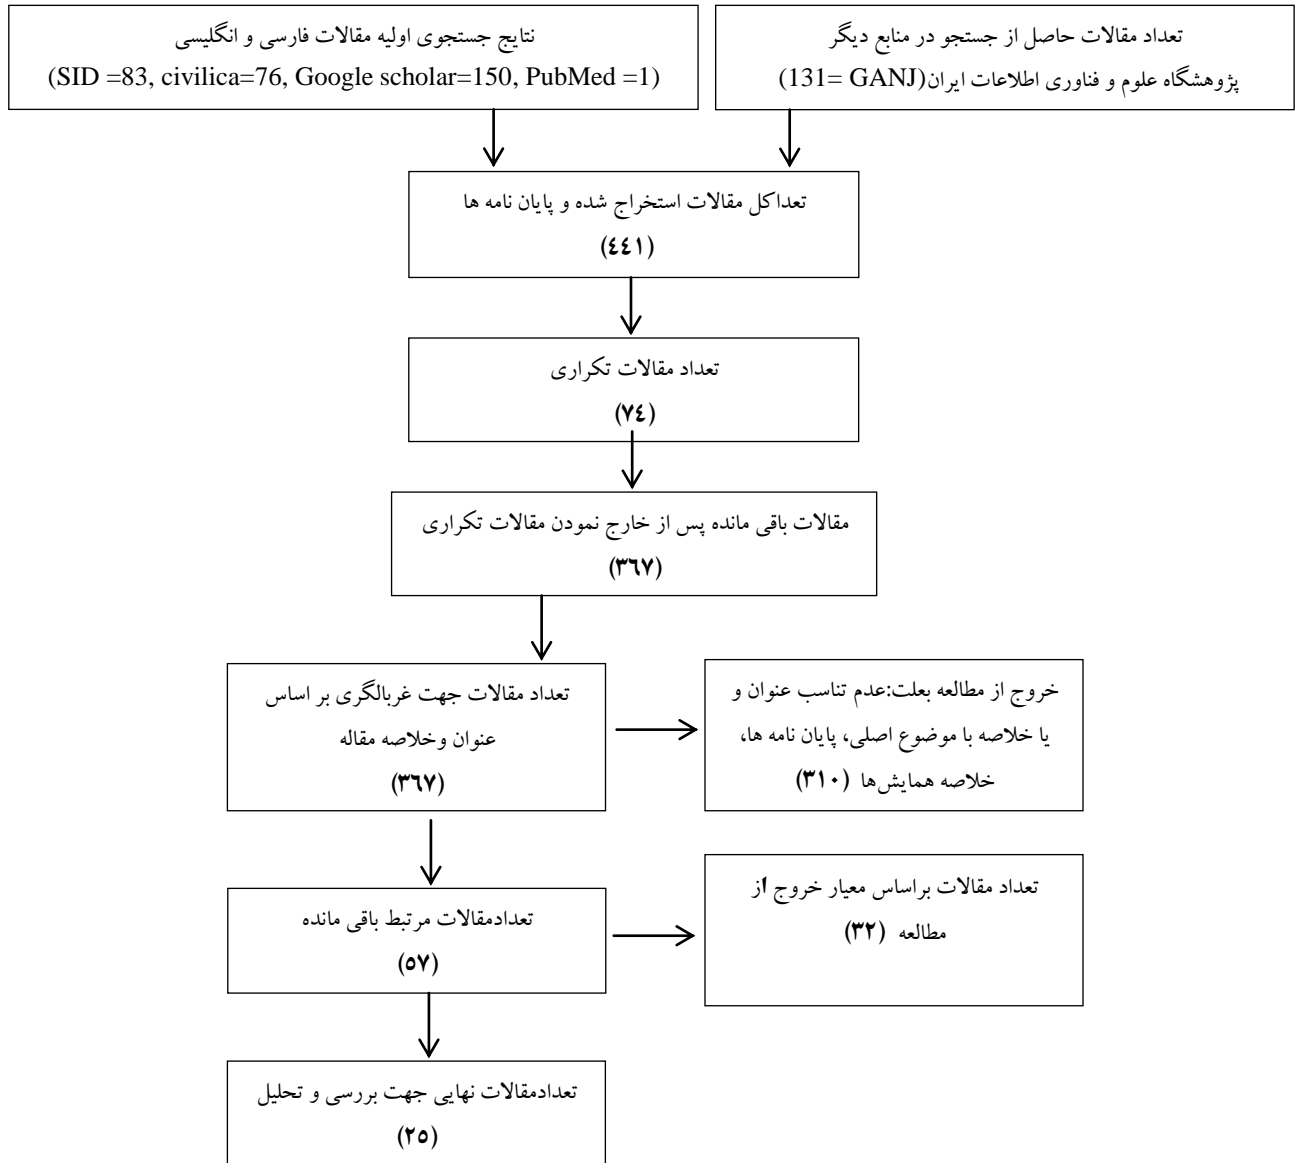 نتایج جستجوی اولیه مقالات فارسی و انگلیسی
(SID =83, civilica=76, Google scholar=150, PubMed =1)
تعداد مقالات حاصل از جستجو در منابع دیگر
پژوهشگاه علوم و فناوری اطلاعات ایران(GANJ =131)
تعداکل مقالات استخراج شده و پایان نامه ها
(٤٤١)
تعداد مقالات تکراری
(٧٤)
مقالات باقی مانده پس از خارج نمودن مقالات تکراری
(٣٦٧)
تعداد مقالات جهت غربالگری بر اساس
عنوان وخلاصه مقاله
(٣٦٧)
خروج از مطالعه بعلت:عدم تناسب عنوان و
یا خلاصه با موضوع اصلی، پایان نامه ها،
خلاصه همایش‌ها (٣١٠)
تعدادمقالات مرتبط باقی مانده
(٥٧)
تعداد مقالات براساس معیار خروج از
مطالعه (٣٢)
تعدادمقالات نهایی جهت بررسی و تحلیل
(٢٥)